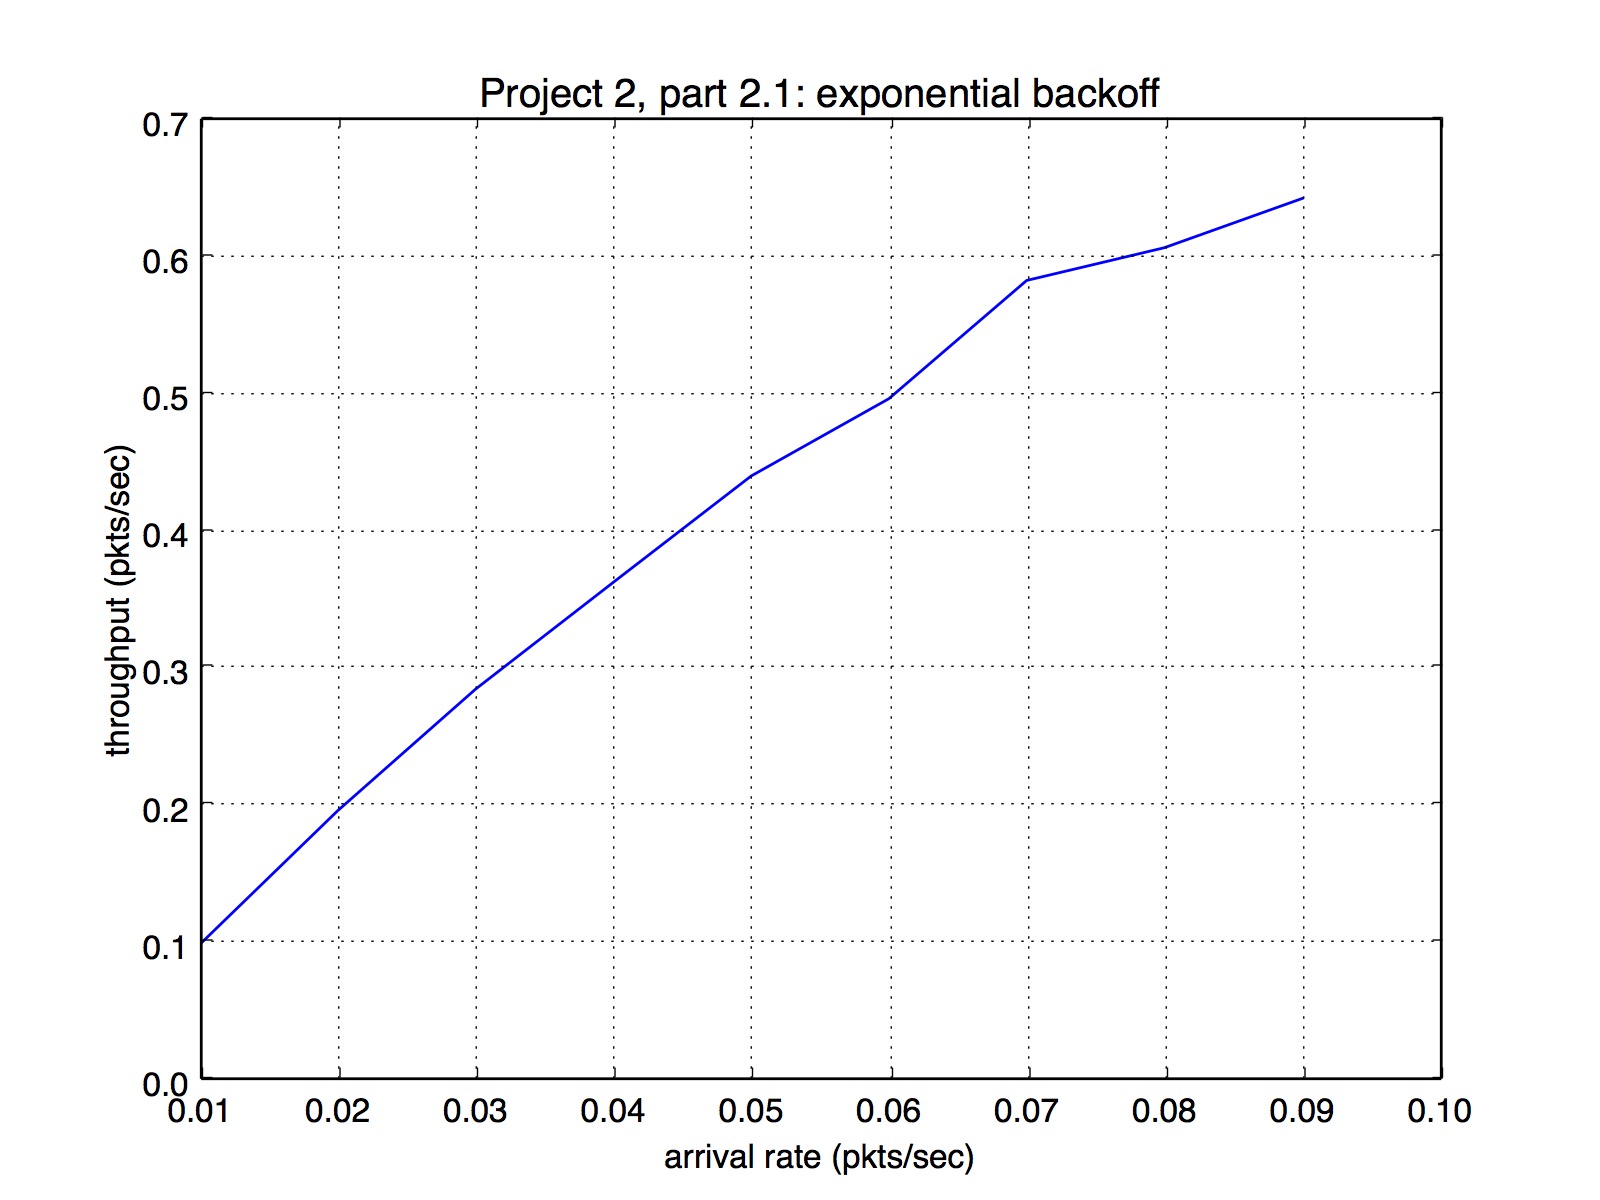 Project 2, part 2.1: exponential backoff
0.7
0.6
0.5
0.4
0.3
0.2
0.1
0.0
throughput (pkts/sec)
0.01 0.02 0.03 0.04 0.05 0.06 0.07 0.08 0.09 0.10
arrival rate (pkts/sec)